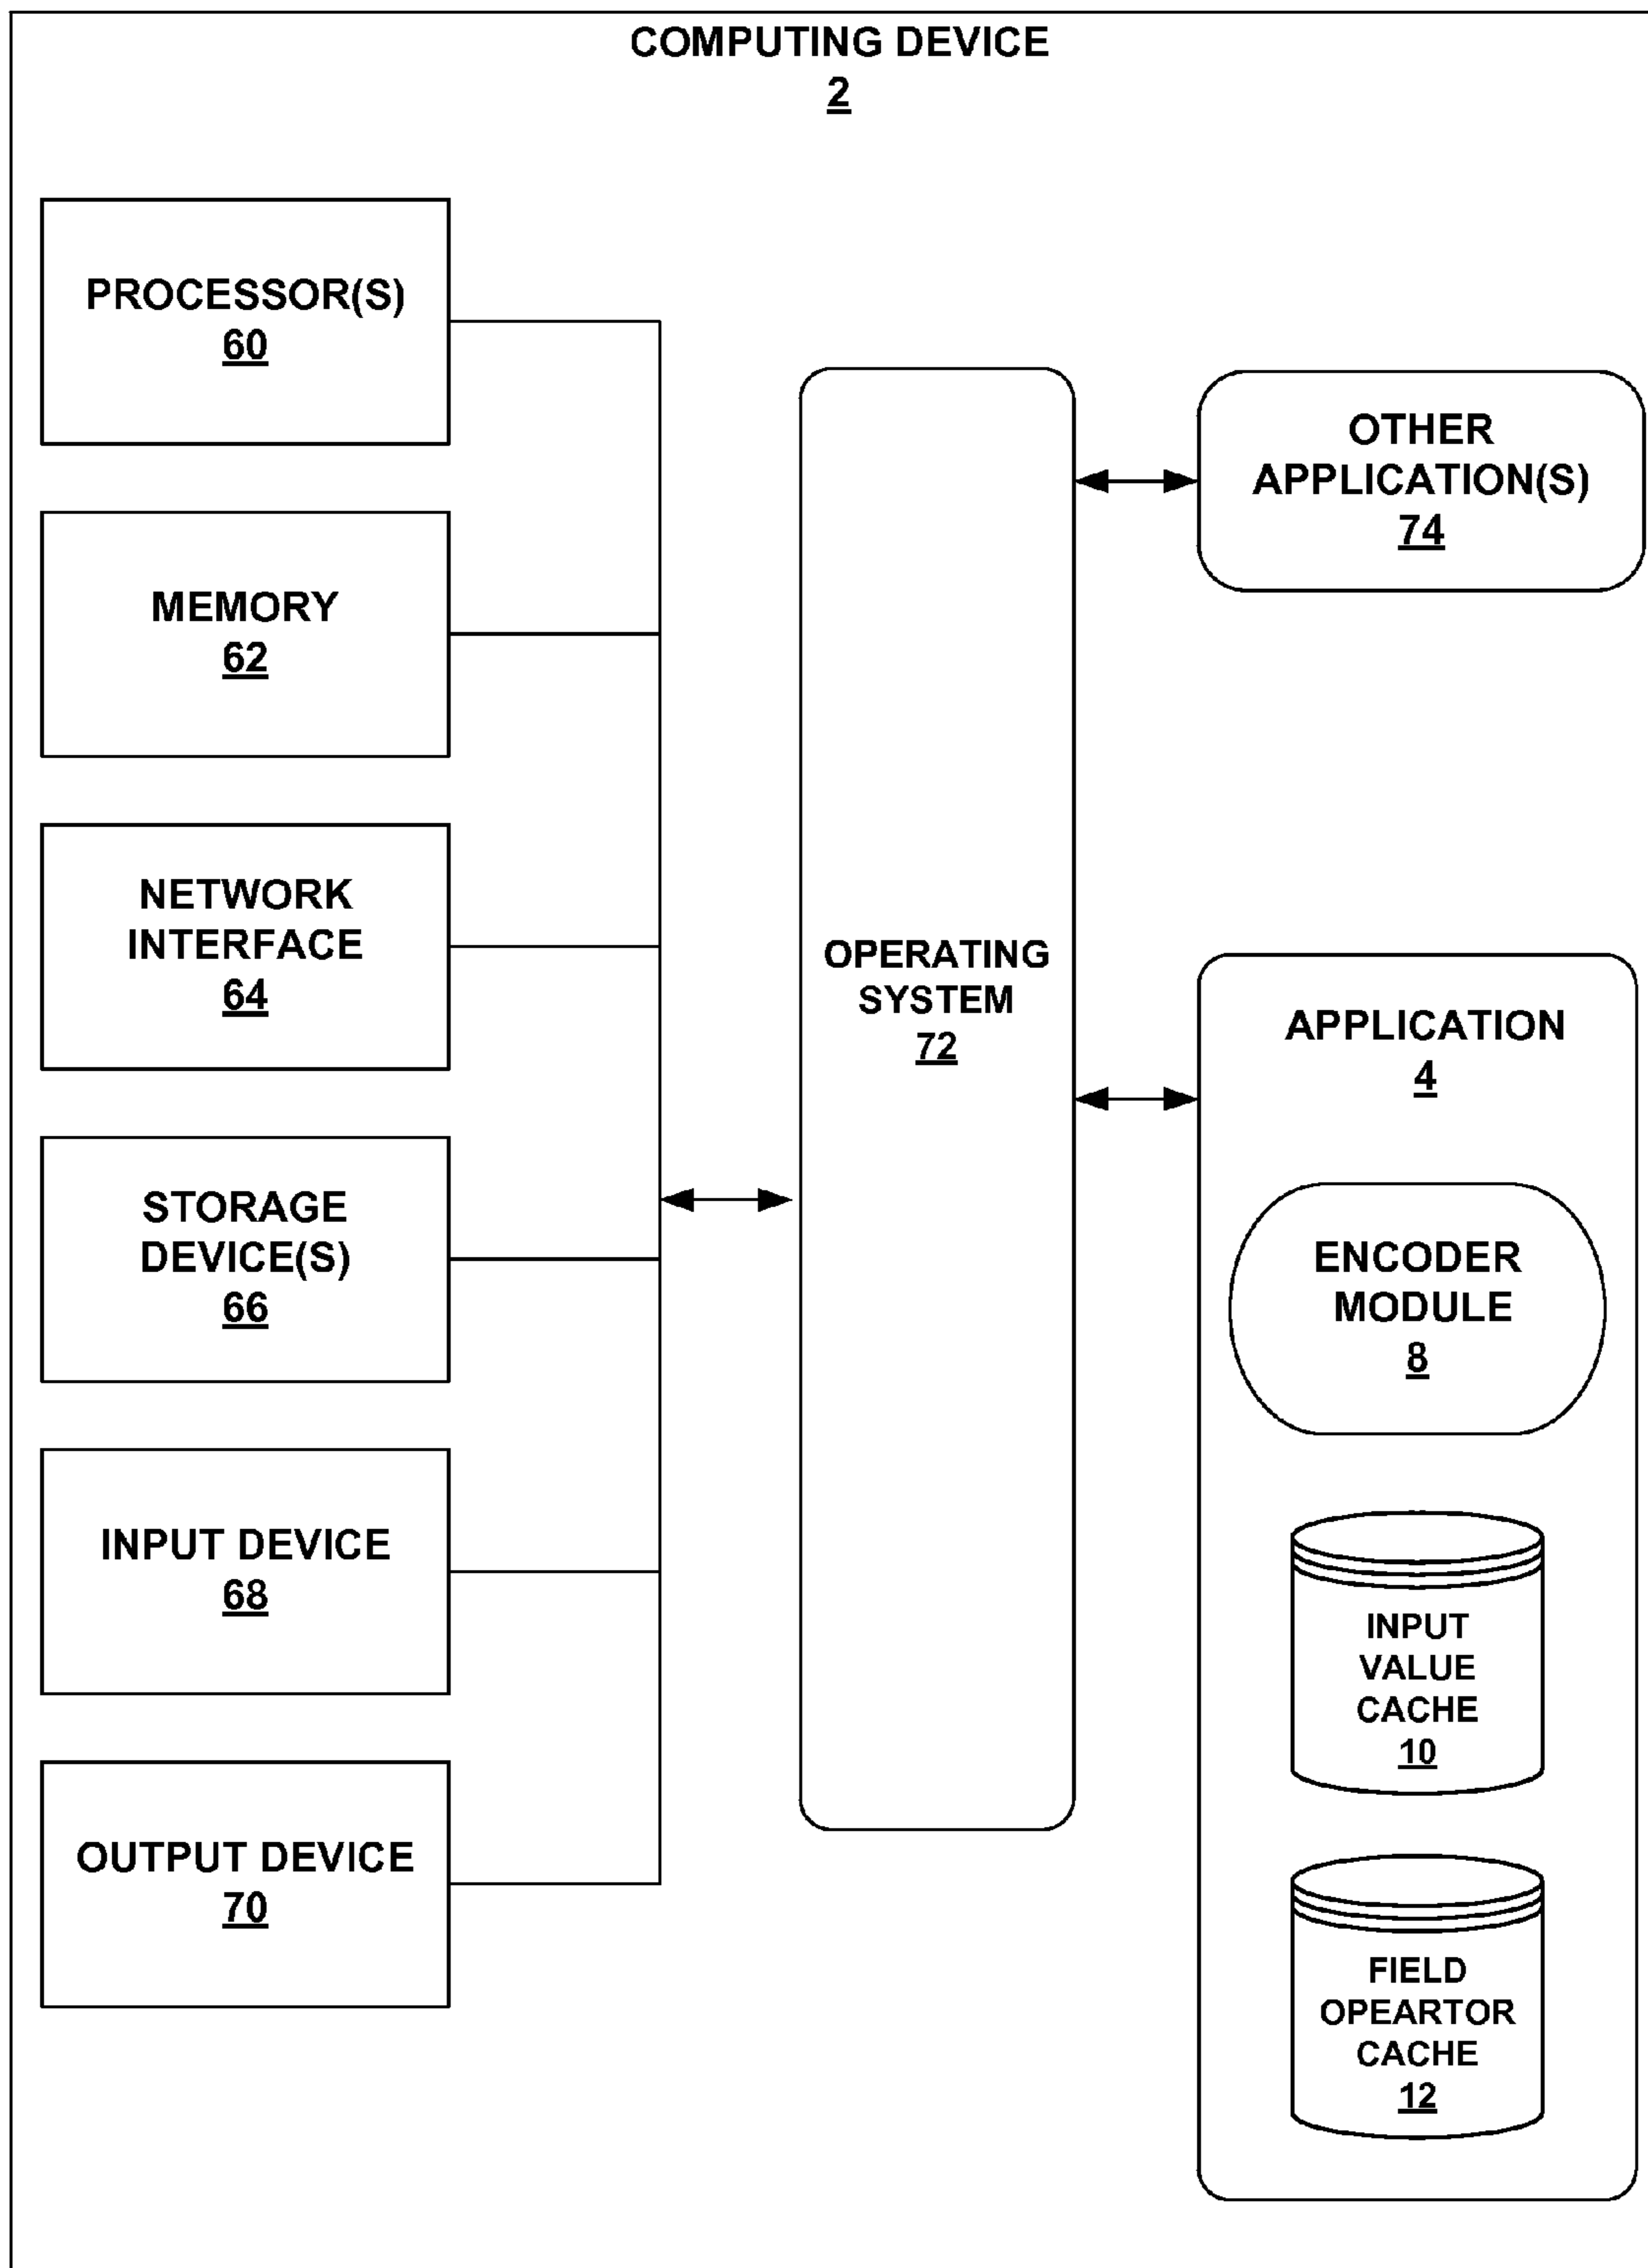 COMPUTING DEVICE
2
PROCESSOR(S)
60
MEMORY
62
NETWORK
INTERFACE
64
STORAGE
DEVICE(S)
66
INPUT DEVICE
68
OUTPUT DEVICE
70
OPERATING
SYSTEM
72
OTHER
APPLICATION(S)
74
APPLICATION
4
ENCODER
MODULE
8
INPUT
VALUE
CACHE
10
FIELD
OPEARTOR
CACHE
12